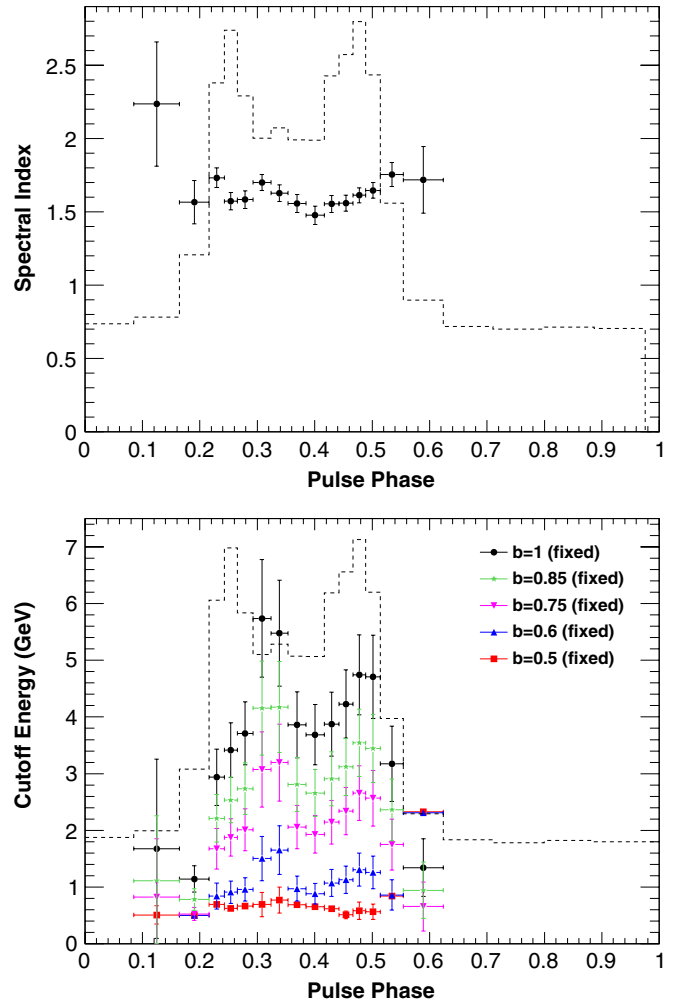 Spectral Index
2.5
2
1.5
1
0.5
0
0 0.1 0.2 0.3 0.4 0.5 0.6 0.7 0.8 0.9 1
Pulse Phase
Cutoff Energy (GeV)
7
6
5
4
3
2
1
0
b=1 (fixed)
b=0.85 (fixed)
b=0.75 (fixed)
b=0.6 (fixed)
b=0.5 (fixed)
0 0.1 0.2 0.3 0.4 0.5 0.6 0.7 0.8 0.9 1
Pulse Phase